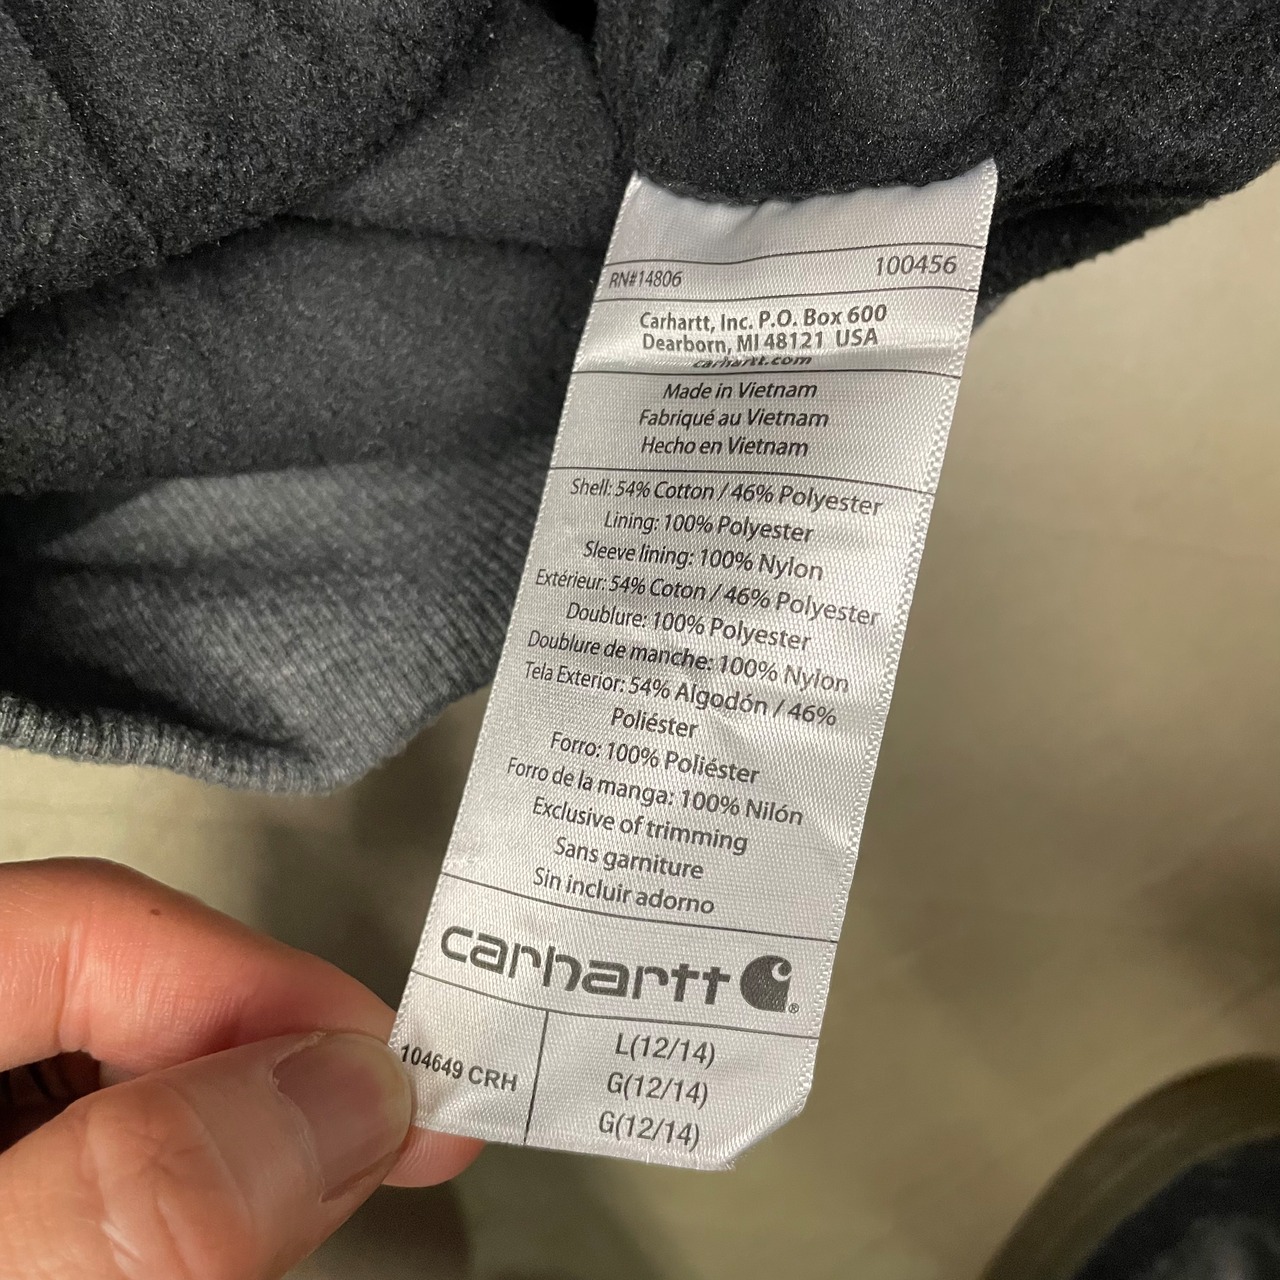 RN#14806 100456
Carhartt, Inc. P.O. Box 600
Dearborn, MI 48121 USA
carhartt.com
Made in Vietnam
Fabriqué au Vietnam
Hecho en Vietnam
Shell: 54% Cotton / 46% Polyester
Lining: 100% Polyester
Sleeve lining: 100% Nylon
Extérieur: 54% Coton / 46% Polyester
Doublure: 100% Polyester
Doublure de manche: 100% Nylon
Tela Exterior: 54% Algodón / 46%
Poliéster
Forro: 100% Poliéster
Forro de la manga: 100% Nilón
Exclusive of trimming
Sans garniture
Sin incluir adorno
carhartt ®
104649 CRH
L(12/14)
G(12/14)
G(12/14)